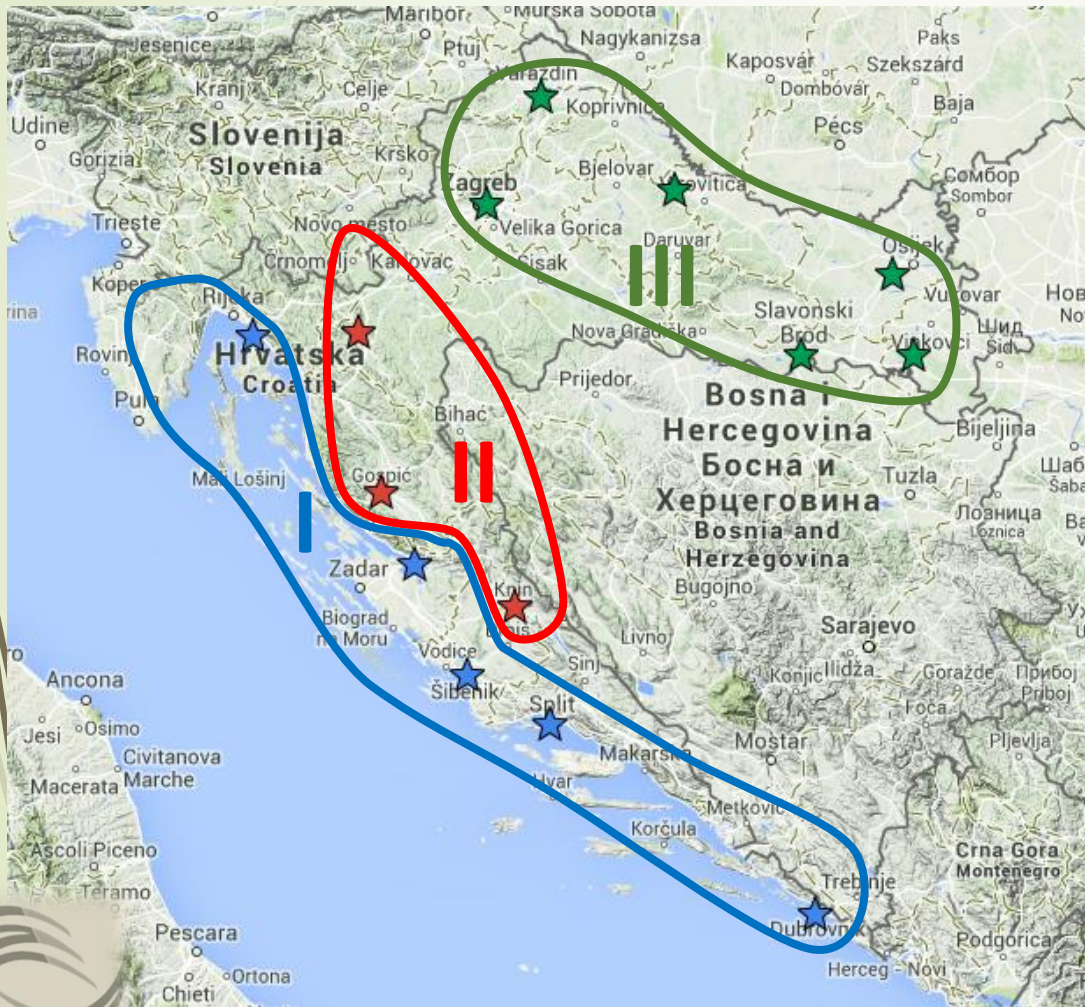 Maribor
Murska Sobota
Jesenice
Ptuj
Nagykanizsa
Paks
Kaposvár
Szekszárd
Kranj
Celje
Varaždin
Dombóvár
Koprivnica
Baja
Udine
Slovenija
Slovenia
Pécs
Gorizia
Krško
Bjelovar
Zagreb
Virovitica
Сомбор
Sombor
Trieste
Novo mesto
Velika Gorica
Daruvar
Osijek
Crnomelj
Karlovac
Sisak
III
Koper
Rijeka
Vukovar
Slavonski
Brod
Nova Gradiška
Шид
Šid
Rovinj
Hrvatska
Croatia
Vinkovci
Prijedor
Pula
Bosna i
Hercegovina
Босна и
Херцеговина
Bosnia and
Herzegovina
Bihać
Bijeljina
II
Mali Lošinj
Gospić
Tuzla
I
Лозница
Loznica
Zadar
Bugojno
Knin
Biograd
na Moru
Drniš
Livno
Sarajevo
Vodice
Sinj
Konjic
Ilidža
Goražde
Прибој
Priboj
Ancona
Šibenik
Split
Foča
Jesi
Osimo
Mostar
Pljevlja
Makarska
Civitanova
Marche
Macerata
Hvar
Metković
Korčula
Ascoli Piceno
Crna Gora
Montenegro
Teramo
Trebinje
Dubrovnik
Pescara
Podgorica
Herceg - Novi
Ortona
Chieti